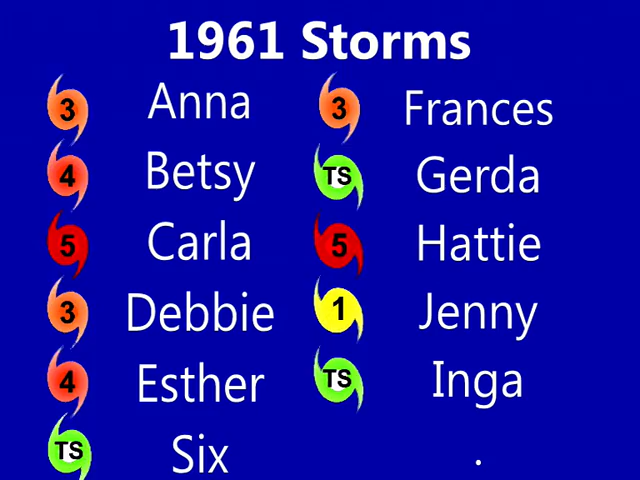 1961 Storms
3 Anna
4 Betsy
5 Carla
3 Debbie
4 Esther
TS Six
3 Frances
TS Gerda
5 Hattie
1 Jenny
TS Inga
.